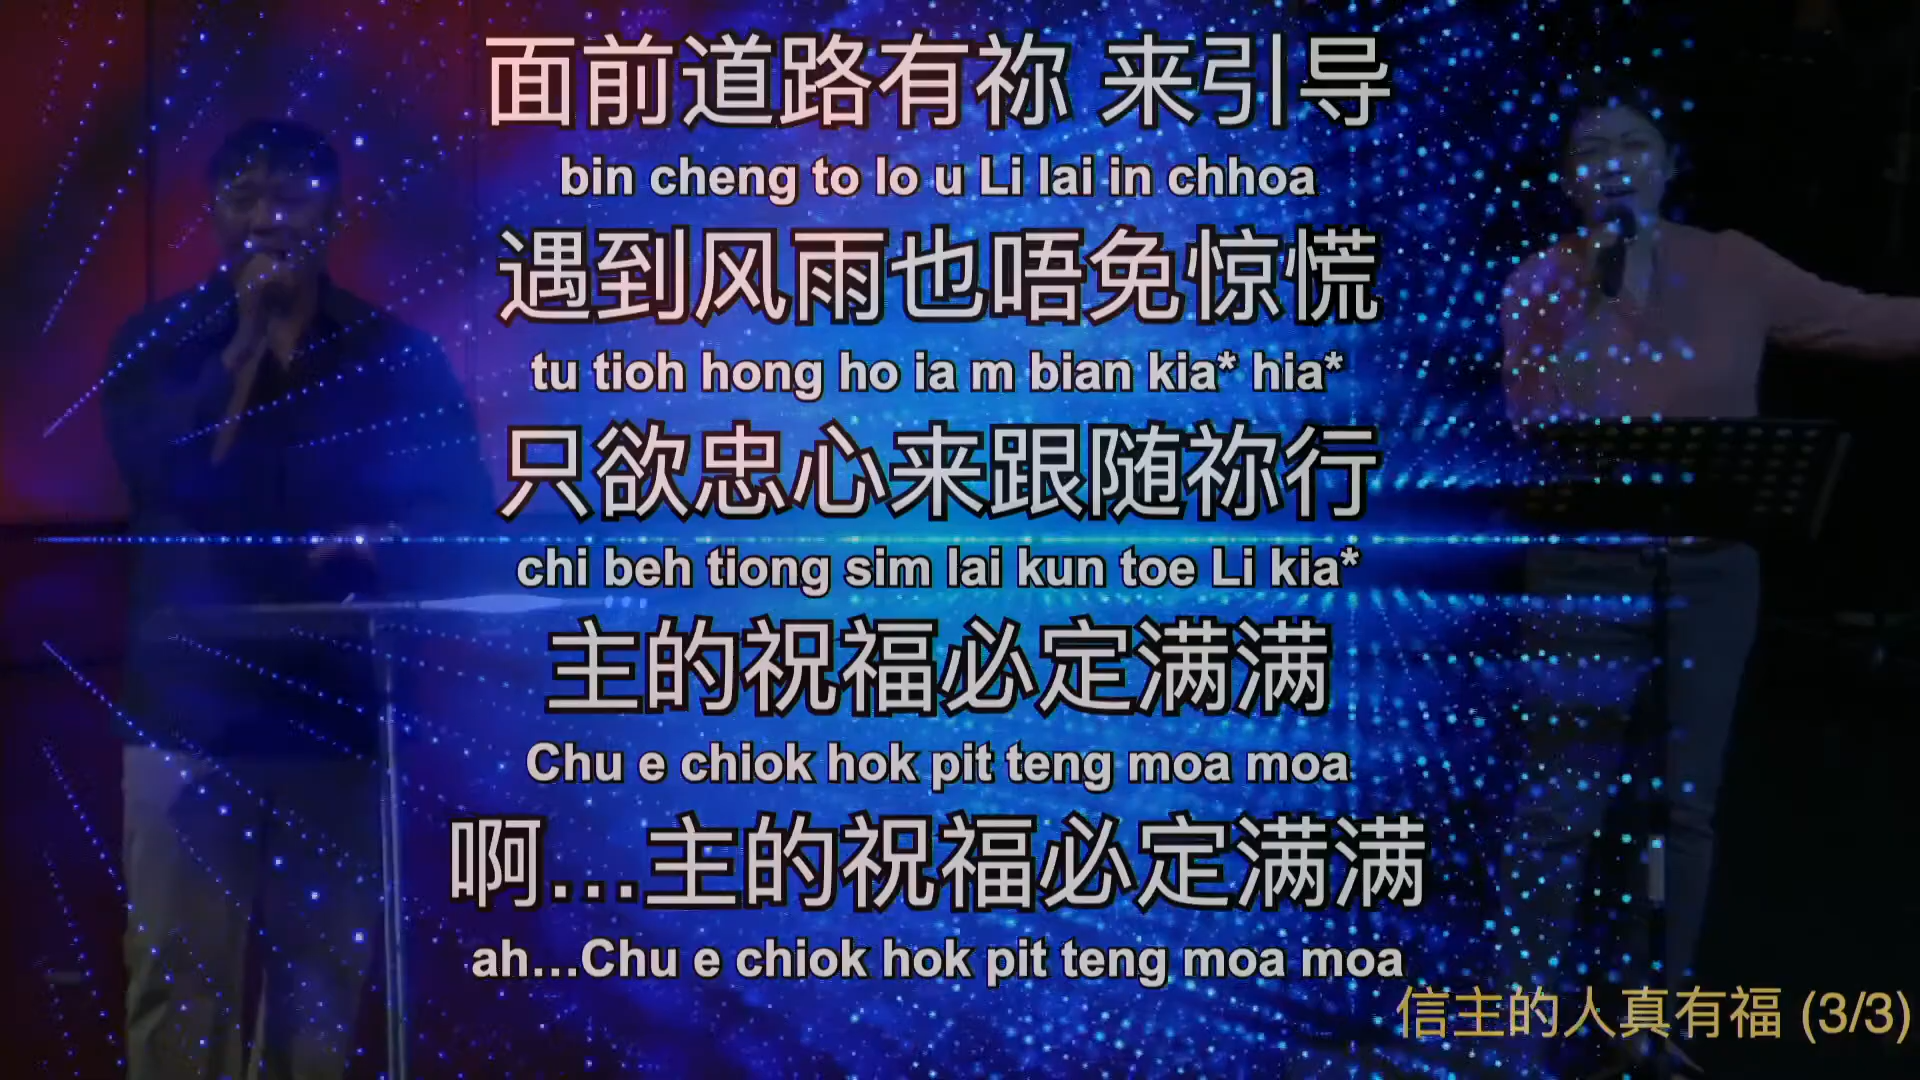 面前道路有祢 来引导
bin cheng to lo u Li lai in chhoa
遇到风雨也唔免惊慌
tu tioh hong ho ia m bian kia* hia*
只欲忠心来跟随祢行
chi beh tiong sim lai kun toe Li kia*
主的祝福必定满满
Chu e chiok hok pit teng moa moa
啊…主的祝福必定满满
ah…Chu e chiok hok pit teng moa moa
信主的人真有福 (3/3)